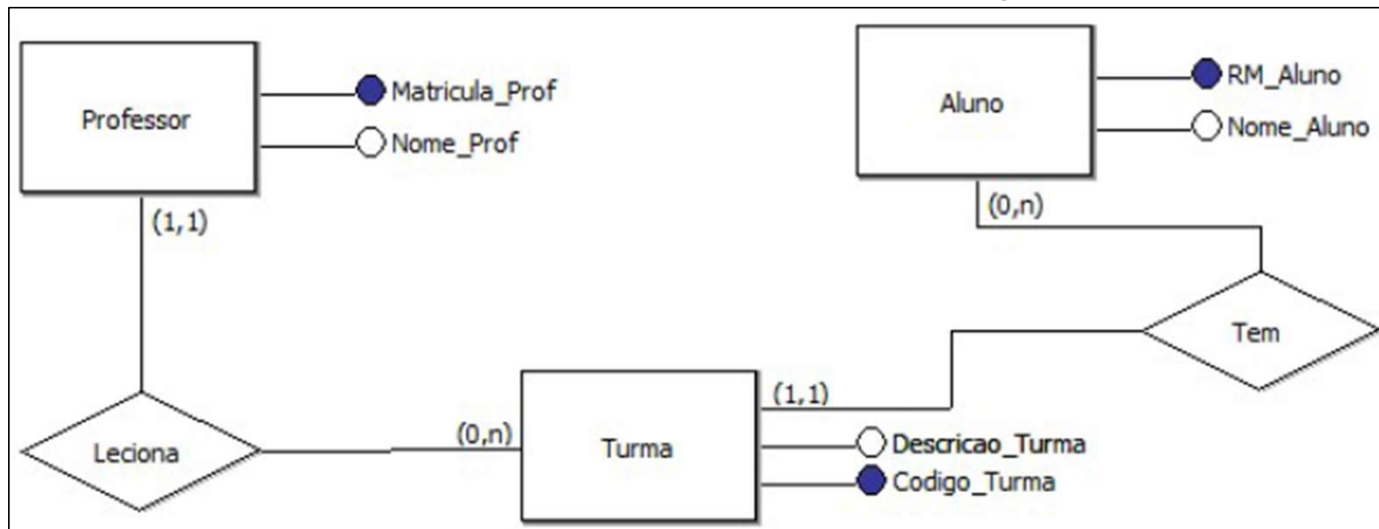 Professor
Matricula_Prof
Nome_Prof
(1,1)
Aluno
RM_Aluno
Nome_Aluno
(0,n)
Tem
Leciona
(0,n)
Turma
(1,1)
Descricao_Turma
Codigo_Turma